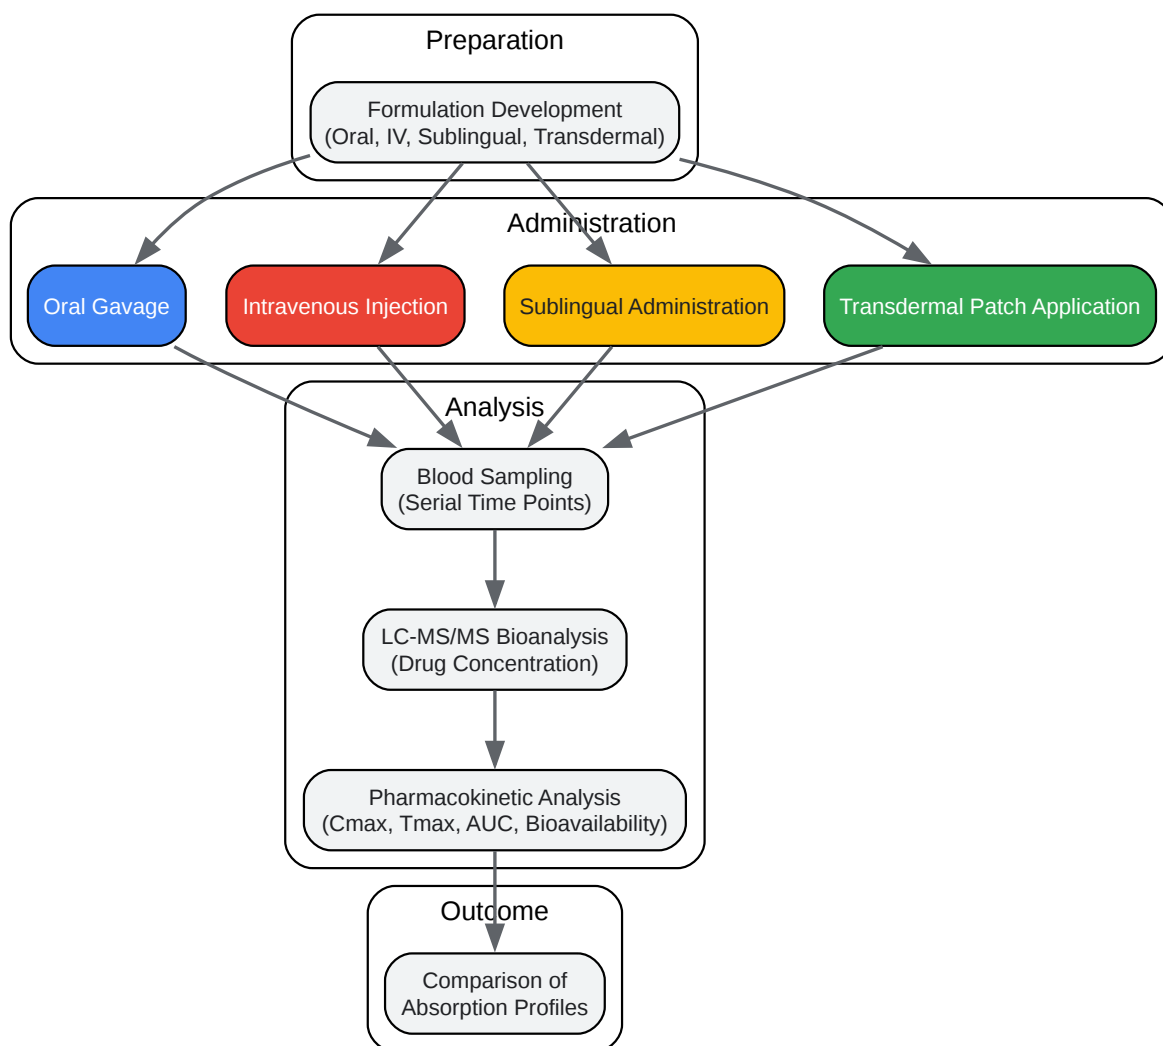 Preparation
Formulation Development
(Oral, IV, Sublingual, Transdermal)
Administration
Oral Gavage
Intravenous Injection
Sublingual Administration
Transdermal Patch Application
Analysis
Blood Sampling
(Serial Time Points)
LC-MS/MS Bioanalysis
(Drug Concentration)
Pharmacokinetic Analysis
(Cmax, Tmax, AUC, Bioavailability)
Outcome
Comparison of
Absorption Profiles